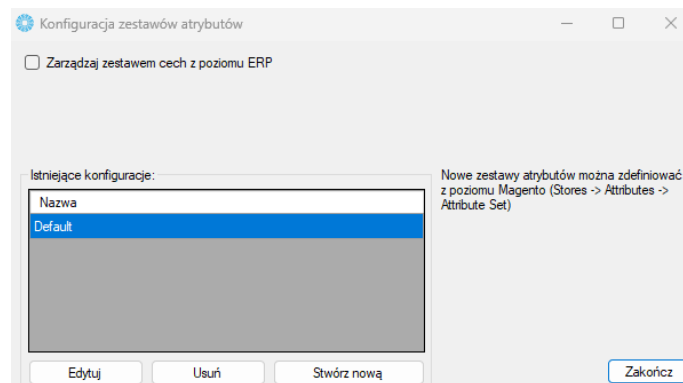 Konfiguracja zestawów atrybutów
Zarządzaj zestawem cech z poziomu ERP
Istniejące konfiguracje:
Nazwa
Default
Nowe zestawy atrybutów można zdefiniować
z poziomu Magento (Stores -> Attributes ->
Attribute Set)
Edytuj
Usuń
Stwórz nową
Zakończ